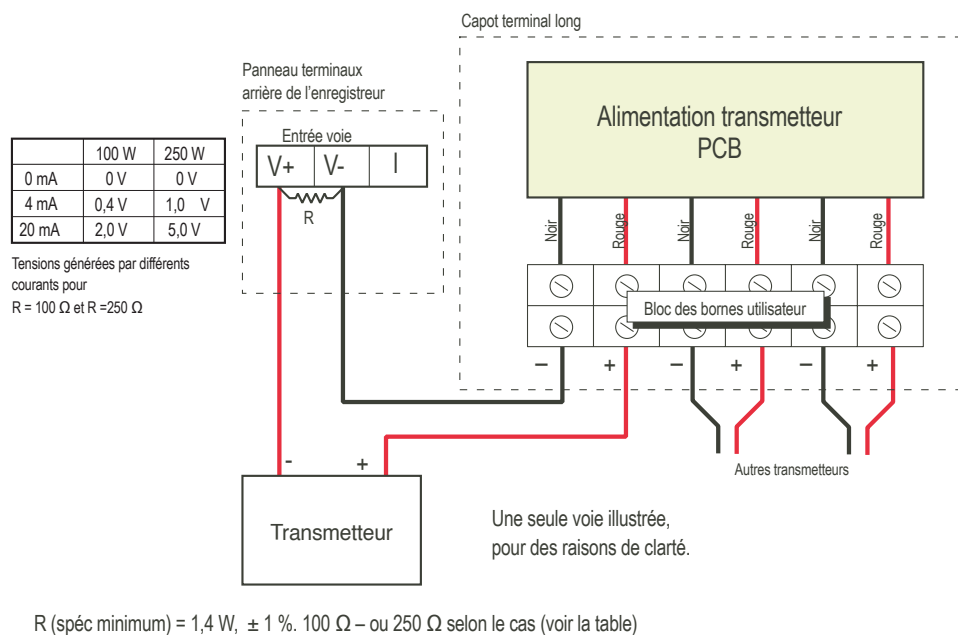 Capot terminal long
Panneau terminaux
arrière de l'enregistreur
Entrée voie
V+ V- I
R
100 W 250 W
0 mA 0 V 0 V
4 mA 0,4 V 1,0 V
20 mA 2,0 V 5,0 V
Tensions générées par différents
courants pour
R = 100 Ω et R =250 Ω
Alimentation transmetteur
PCB
Noir Rouge Noir Rouge Noir Rouge
Bloc des bornes utilisateur
– + – + – +
Autres transmetteurs
- +
Transmetteur
Une seule voie illustrée,
pour des raisons de clarté.
R (spéc minimum) = 1,4 W, ± 1 %. 100 Ω – ou 250 Ω selon le cas (voir la table)